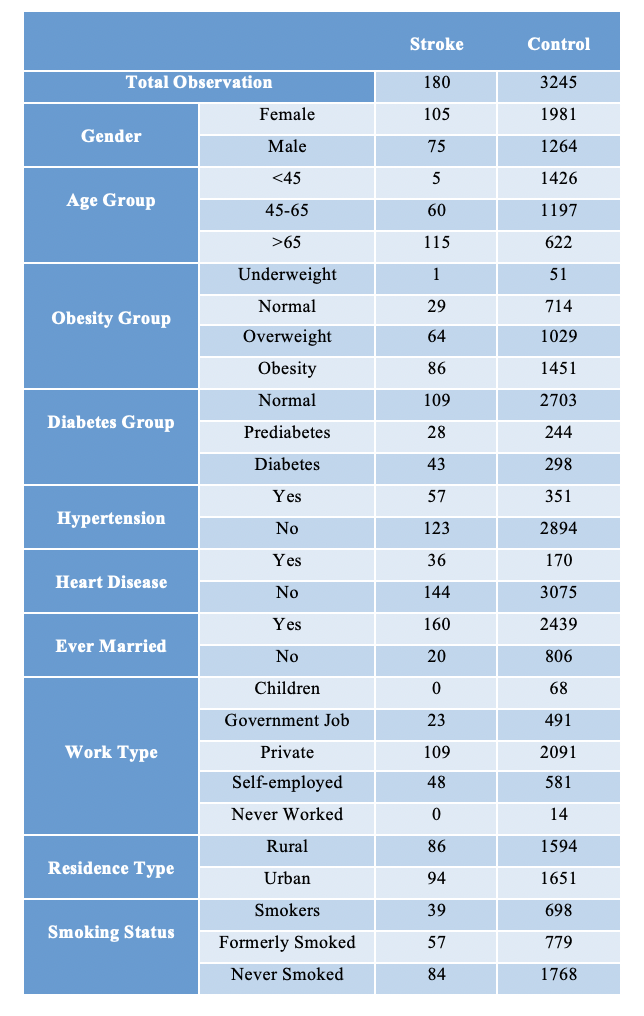 Stroke Control
Total Observation 180 3245
Gender
Female 105 1981
Male 75 1264
Age Group
<45 5 1426
45-65 60 1197
>65 115 622
Obesity Group
Underweight 1 51
Normal 29 714
Overweight 64 1029
Obesity 86 1451
Diabetes Group
Normal 109 2703
Prediabetes 28 244
Diabetes 43 298
Hypertension
Yes 57 351
No 123 2894
Heart Disease
Yes 36 170
No 144 3075
Ever Married
Yes 160 2439
No 20 806
Work Type
Children 0 68
Government Job 23 491
Private 109 2091
Self-employed 48 581
Never Worked 0 14
Residence Type
Rural 86 1594
Urban 94 1651
Smoking Status
Smokers 39 698
Formerly Smoked 57 779
Never Smoked 84 1768